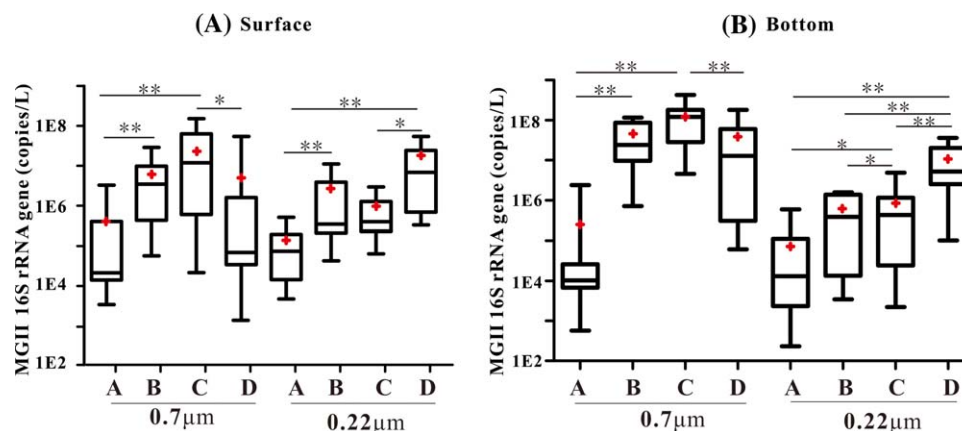 (A) Surface
MGII 16S rRNA gene (copies/L)
1E8
1E6
1E4
1E2
** ** * ** ** *
A B C D A B C D
0.7μm 0.22μm
(B) Bottom
MGII 16S rRNA gene (copies/L)
1E8
1E6
1E4
1E2
** ** ** ** ** ** * *
A B C D A B C D
0.7μm 0.22μm